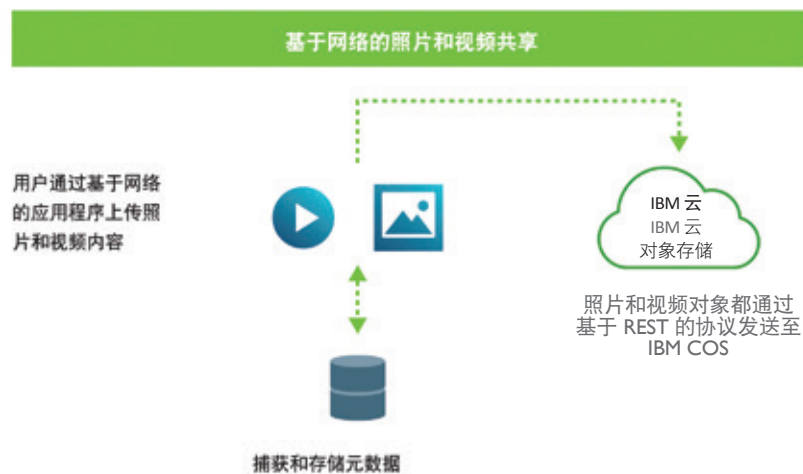 基于网络的照片和视频共享
用户通过基于网络
的应用程序上传照
片和视频内容
IBM 云
IBM 云
对象存储
照片和视频对象都通过
基于 REST 的协议发送至
IBM COS
捕获和存储元数据